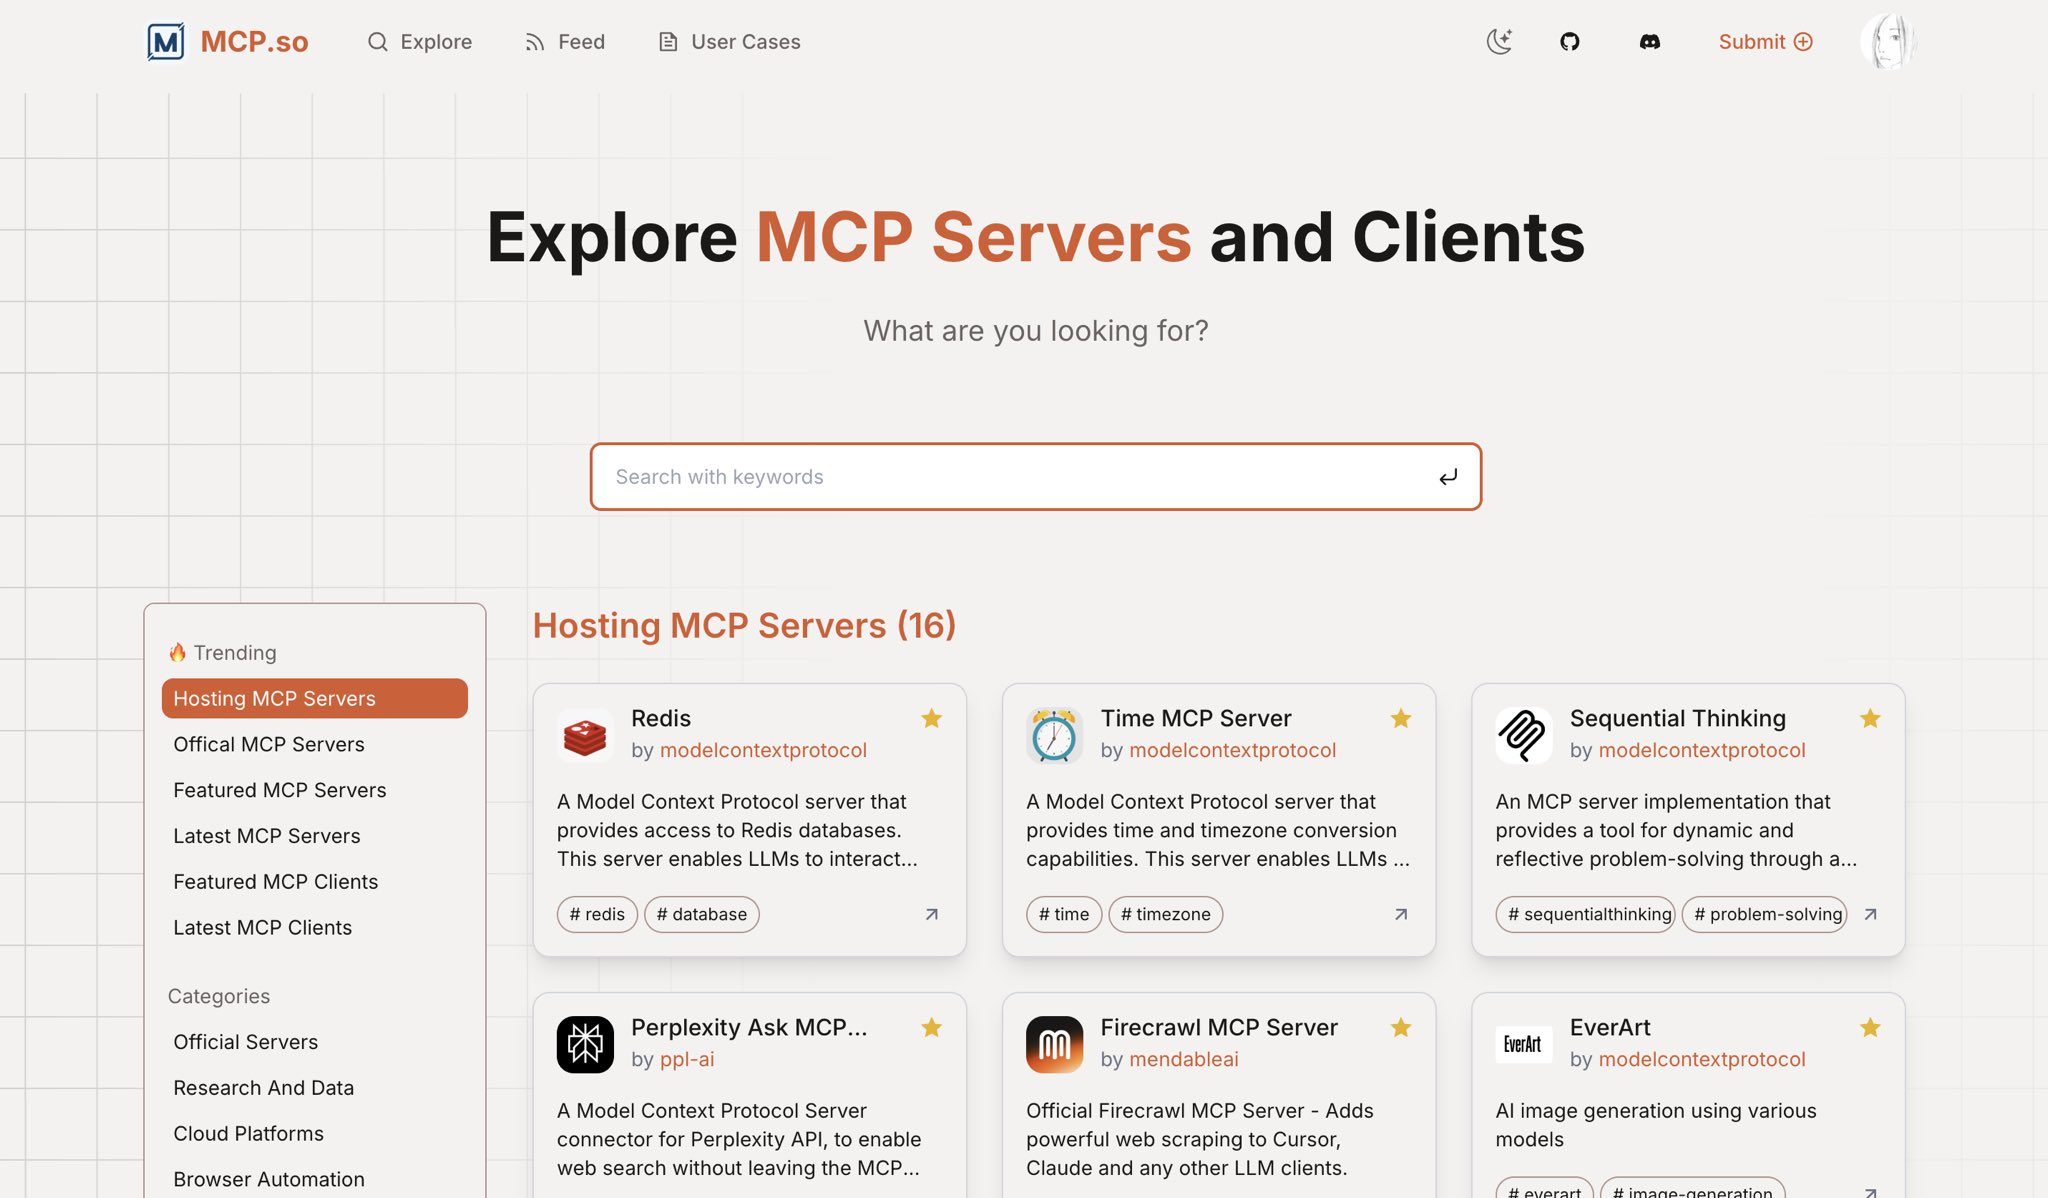 M MCP.so
Explore
Feed
User Cases
Submit
Explore MCP Servers and Clients
What are you looking for?
Search with keywords
Trending
Hosting MCP Servers
Offical MCP Servers
Featured MCP Servers
Latest MCP Servers
Featured MCP Clients
Latest MCP Clients
Categories
Official Servers
Research And Data
Cloud Platforms
Browser Automation
Hosting MCP Servers (16)
Redis
by modelcontextprotocol
A Model Context Protocol server that
provides access to Redis databases.
This server enables LLMs to interact...
# redis
# database
Time MCP Server
by modelcontextprotocol
A Model Context Protocol server that
provides time and timezone conversion
capabilities. This server enables LLMs ...
# time
# timezone
Sequential Thinking
by modelcontextprotocol
An MCP server implementation that
provides a tool for dynamic and
reflective problem-solving through a...
# sequentialthinking
# problem-solving
Perplexity Ask MCP...
by ppl-ai
A Model Context Protocol Server
connector for Perplexity API, to enable
web search without leaving the MCP...
Firecrawl MCP Server
by mendableai
Official Firecrawl MCP Server - Adds
powerful web scraping to Cursor,
Claude and any other LLM clients.
EverArt
EverArt
by modelcontextprotocol
AI image generation using various
models
# everart
# image-generation